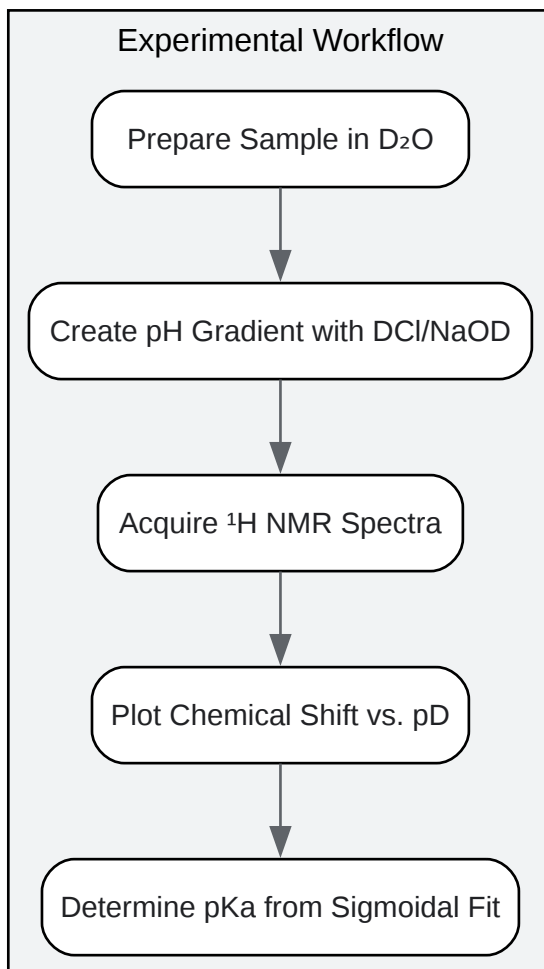 Experimental Workflow
Prepare Sample in D₂O
Create pH Gradient with DCl/NaOD
Acquire ¹H NMR Spectra
Plot Chemical Shift vs. pD
Determine pKa from Sigmoidal Fit